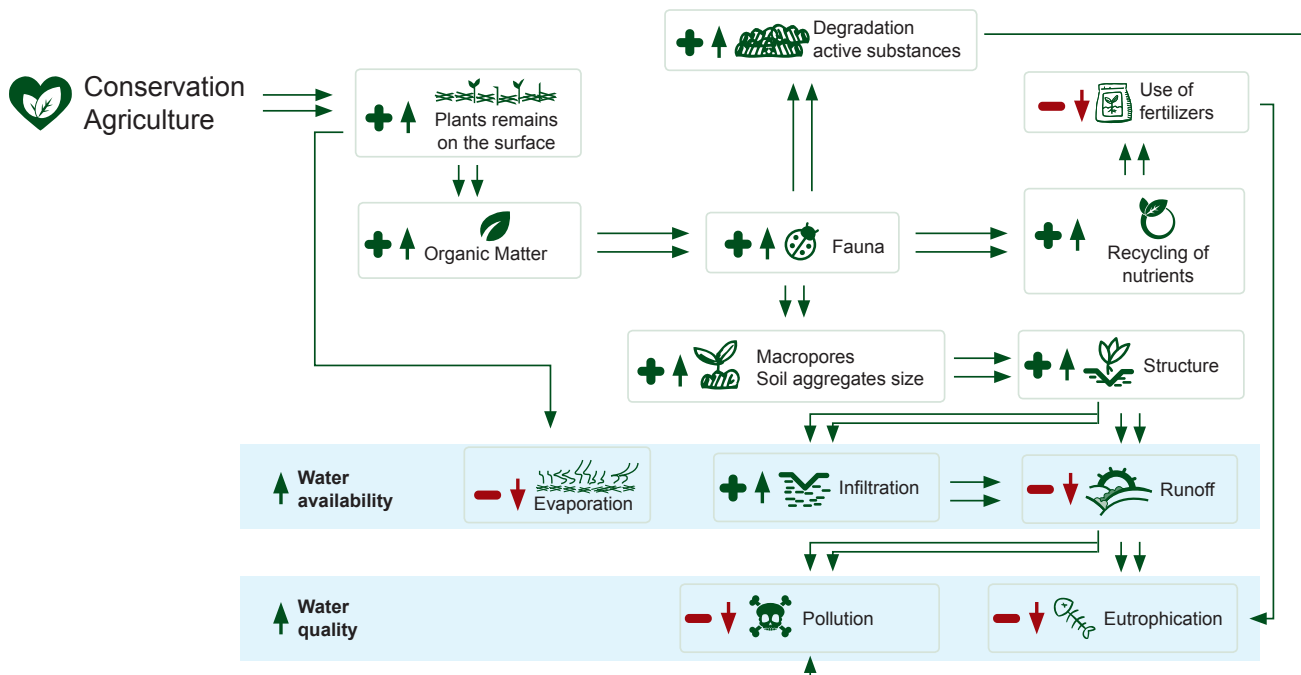 Conservation
Agriculture
Degradation
active substances
Plants remains
on the surface
Use of
fertilizers
Organic Matter
Fauna
Recycling of
nutrients
Macropores
Soil aggregates size
Structure
Water
availability
Evaporation
Infiltration
Runoff
Water
quality
Pollution
Eutrophication